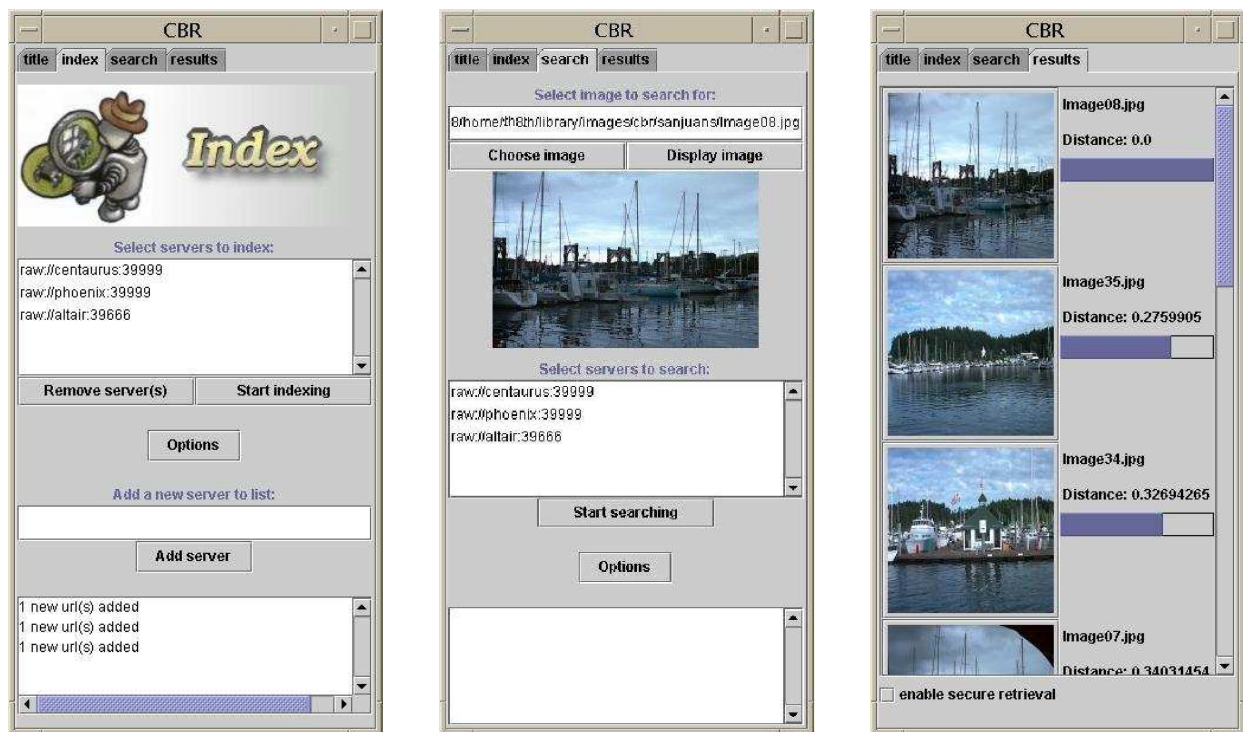 CBR
title index search results
Index
Select servers to index:
raw://centaurus:39999
raw://phoenix:39999
raw://altair:39666
Remove server(s) Start indexing
Options
Add a new server to list:
Add server
1 new url(s) added
1 new url(s) added
1 new url(s) added
CBR
title index search results
Select image to search for:
8/home/th8th/library/images/cbr/sanjuans/Image08.jpg
Choose image Display image
Select servers to search:
raw://centaurus:39999
raw://phoenix:39999
raw://altair:39666
Start searching
Options
CBR
title index search results
Image08.jpg
Distance: 0.0
Image35.jpg
Distance: 0.2759905
Image34.jpg
Distance: 0.32694265
Image07.jpg
Distance: 0.34031454
enable secure retrieval